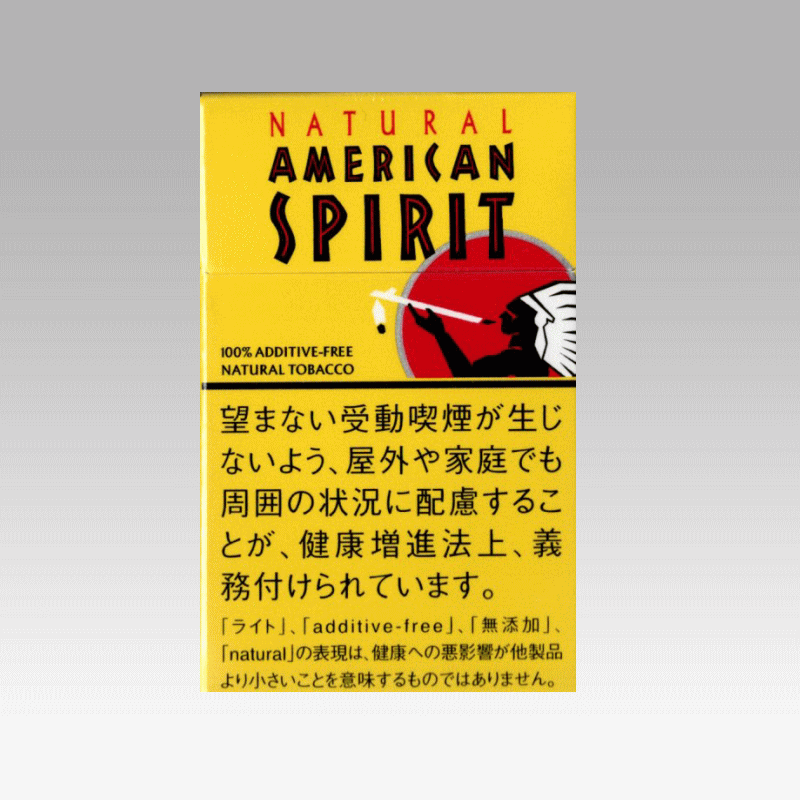 NATURAL
AMERICAN
SPIRIT
100% ADDITIVE-FREE
NATURAL TOBACCO
望まない受動喫煙が生じ
ないよう、屋外や家庭でも
周囲の状況に配慮するこ
とが、健康増進法上、義
務付けられています。
「ライト」、「additive-free」、「無添加」、
「natural」の表現は、健康への悪影響が他製品
より小さいことを意味するものではありません。